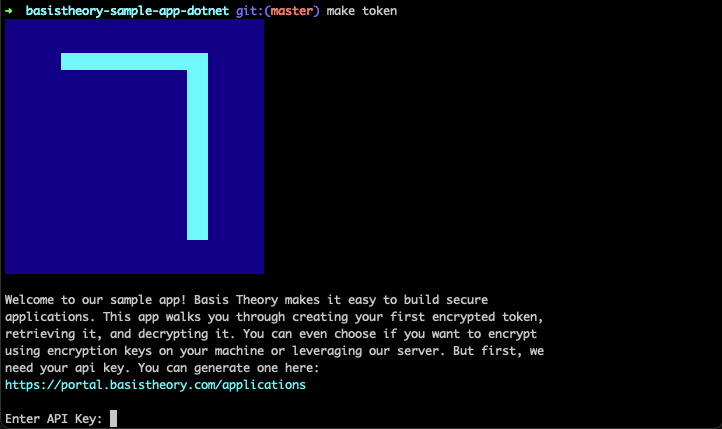 → basistheory-sample-app-dotnet git:(master) make token
Welcome to our sample app! Basis Theory makes it easy to build secure
applications. This app walks you through creating your first encrypted token,
retrieving it, and decrypting it. You can even choose if you want to encrypt
using encryption keys on your machine or leveraging our server. But first, we
need your api key. You can generate one here:
https://portal.basistheory.com/applications
Enter API Key: